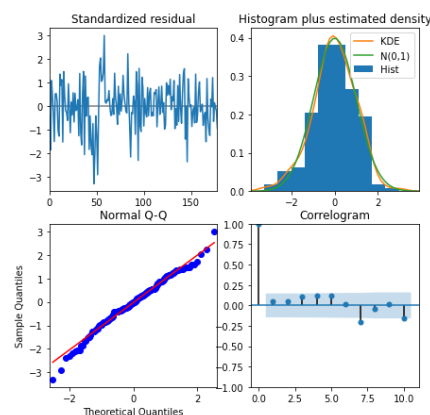 Standardized residual
3
2
1
0
−1
−2
−3
0 50 100 150
Histogram plus estimated density
KDE
N(0,1)
Hist
0.4
0.3
0.2
0.1
0.0
−2 0 2
Normal Q-Q
Sample Quantiles
3
2
1
0
−1
−2
−3
−2 0 2
Theoretical Quantiles
Correlogram
1.00
0.75
0.50
0.25
0.00
−0.25
−0.50
−0.75
−1.00
0.0 2.5 5.0 7.5 10.0